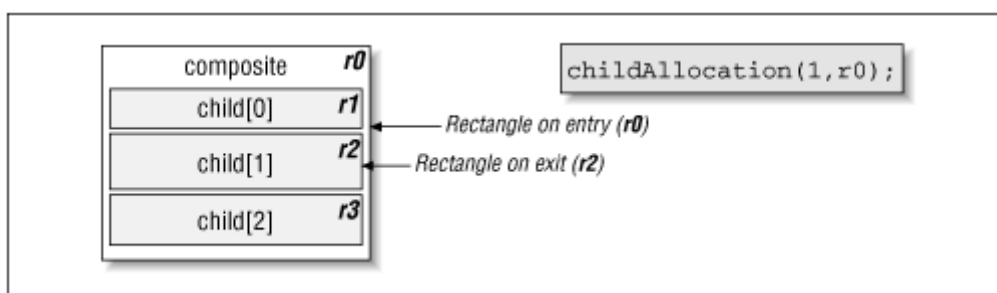 composite r0
childAllocation(1,r0);
child[0] r1
Rectangle on entry (r0)
child[1] r2
Rectangle on exit (r2)
child[2] r3